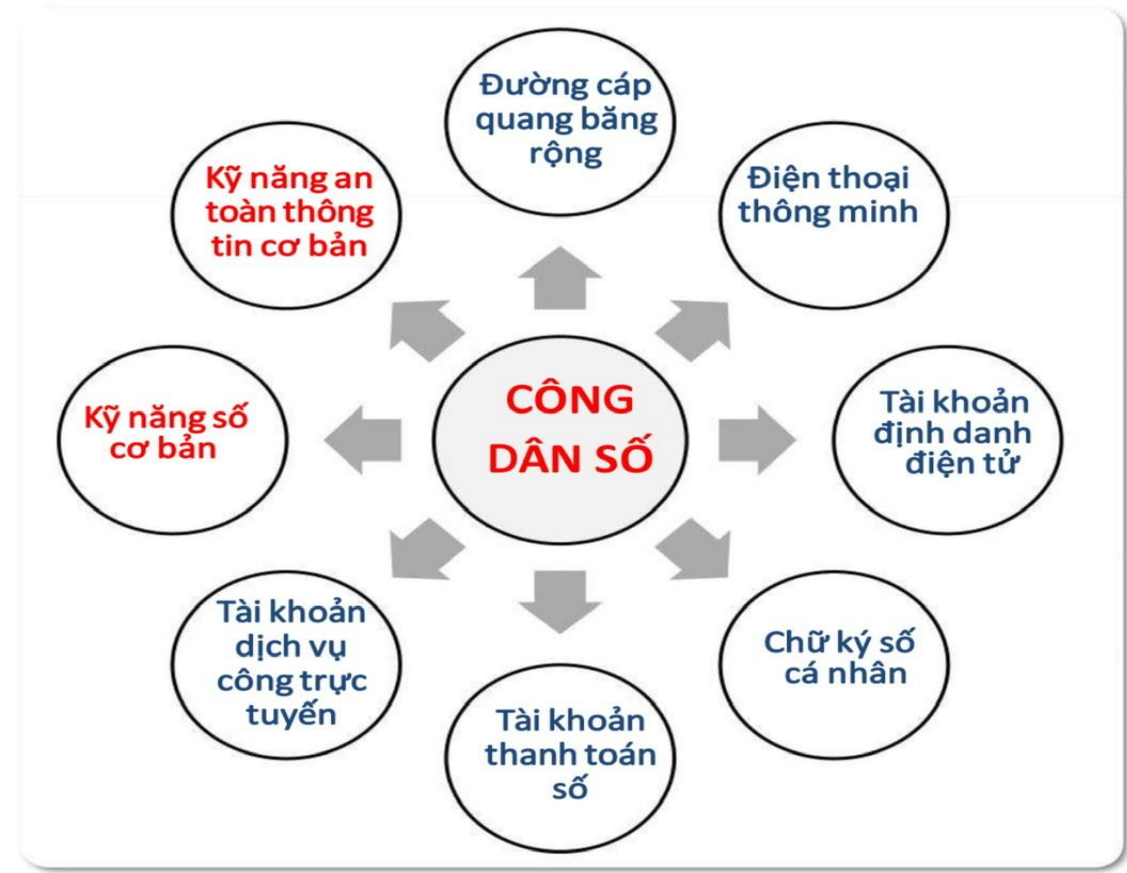 Đường cáp
quang băng
rộng
Điện thoại
thông minh
Tài khoản
định danh
điện tử
Chữ ký số
cá nhân
Tài khoản
thanh toán
số
Tài khoản
dịch vụ
công trực
tuyến
Kỹ năng số
cơ bản
Kỹ năng an
toàn thông
tin cơ bản
CÔNG
DÂN SỐ